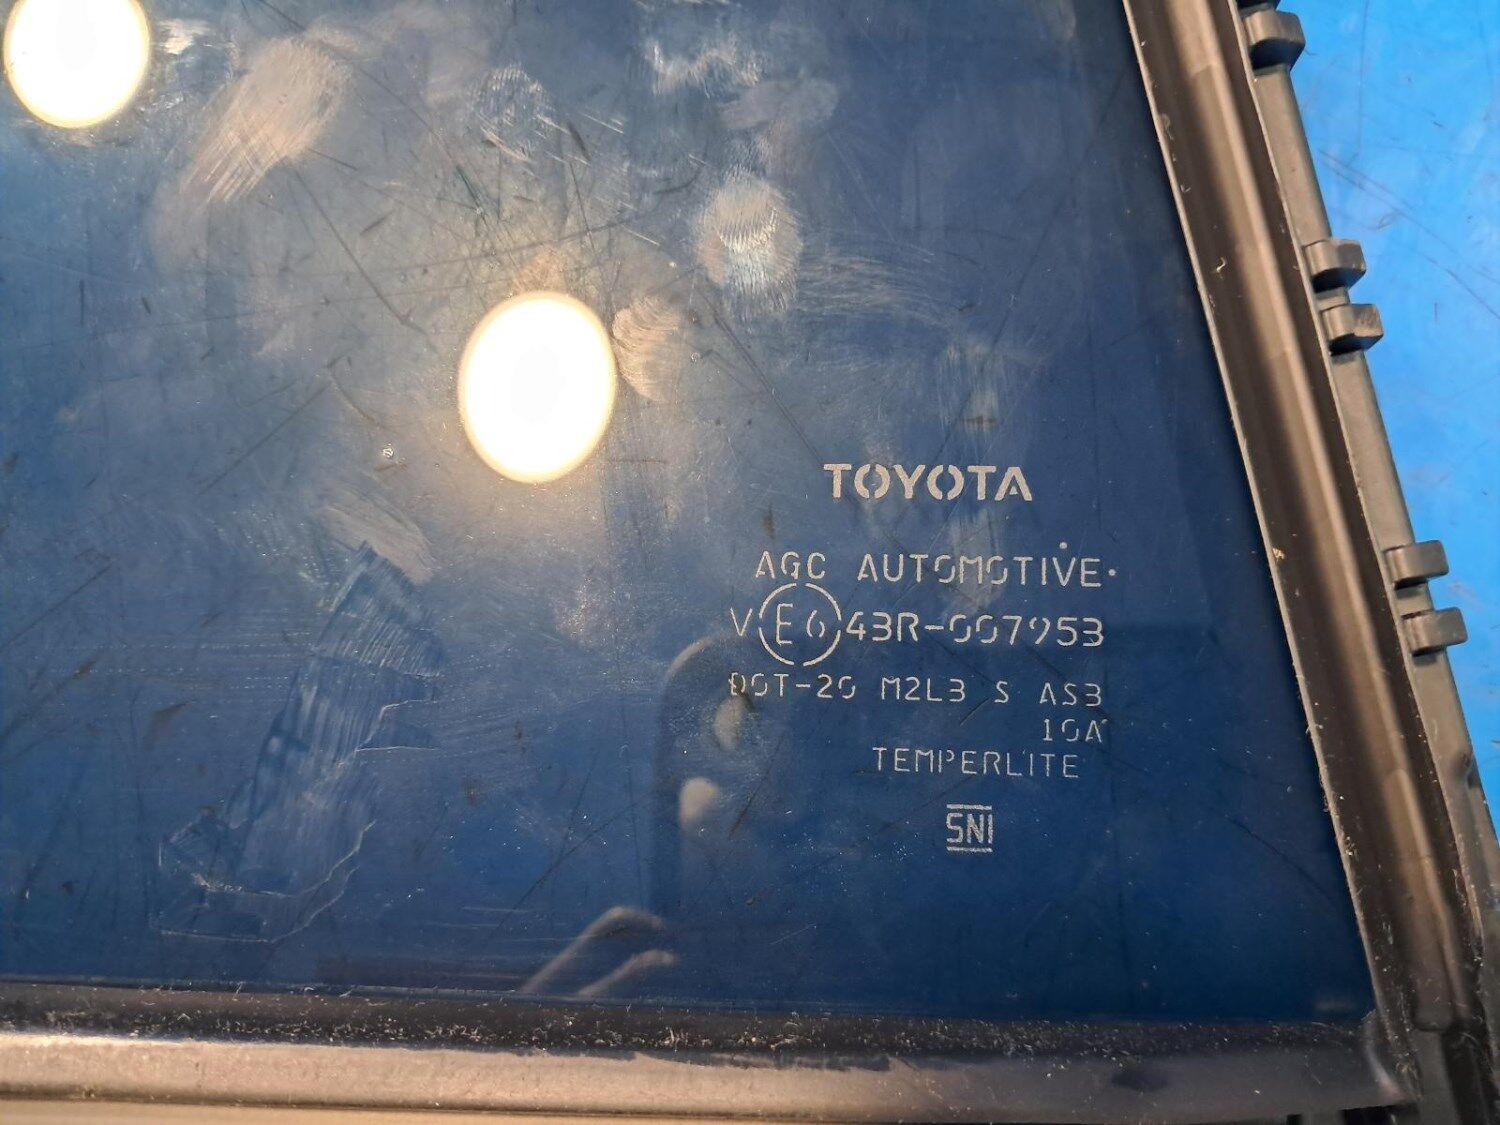 TOYOTA
AGC AUTOMOTIVE
V E6 43R-007953
DOT-20 M2L3 S AS3
10A
TEMPERLITE
SNI